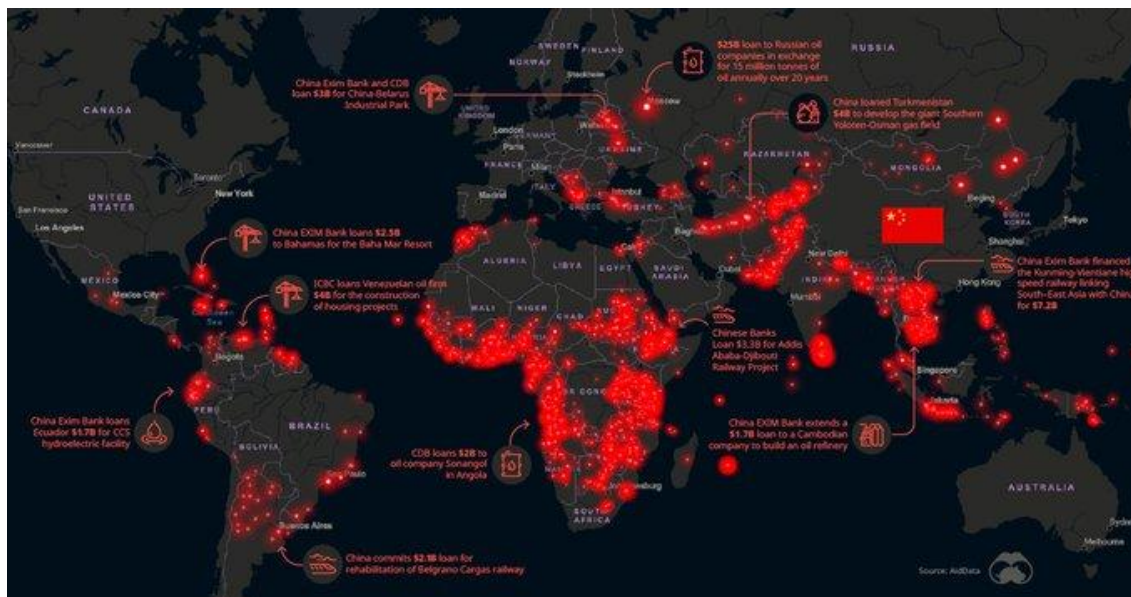 SWEDEN
FINLAND
NORWAY
RUSSIA
Stockholm
$25B loan to Russian oil
companies in exchange
for 15 million tonnes of
oil annually over 20 years
China Exim Bank and CDB
loan $3B for China-Belarus
Industrial Park
Moscow
China loaned Turkmenistan
$4B to develop the giant Southern
Yoloten-Osman gas field
CANADA
UNITED
KINGDOM
London
GERMANY
Paris
UKRAINE
Vancouver
FRANCE
Milan
KAZAKHSTAN
MONGOLIA
Toronto
ITALY
UNITED
STATES
New York
Madrid
Istanbul
GREECE
TURKEY
Beijing
SOUTH
KOREA
Tokyo
San Francisco
Los Angeles
China EXIM Bank loans $2.5B
to Bahamas for the Baha Mar Resort
Shanghai
New Delhi
ALGERIA
LIBYA
EGYPT
SAUDI
ARABIA
Dubai
China Exim Bank financed
the Kunming-Vientiane
speed railway linking
South-East Asia with China
for $7.2B
Hong Kong
MEXICO
Mexico City
ICBC loans Venezuelan oil firm
$4B for the construction
of housing projects
Mumbai
Caribbean
Sea
MALI
NIGER
CHAD
Chinese Banks
Loan $3.3B for Addis
Ababa-Djibouti
Railway Project
Bogota
Singapore
PERU
China Exim Bank loans
Ecuador $1.7B for CCS
hydroelectric facility
BRAZIL
BOLIVIA
CDB loans $2B to
oil company Sonangol
in Angola
China EXIM Bank extends a
$1.7B loan to a Cambodian
company to build an oil refinery
Jakarta
AUSTRALIA
SOUTH
AFRICA
Buenos Aires
Melbourne
China commits $2.1B loan for
rehabilitation of Belgrano Cargas railway
Source: AidData